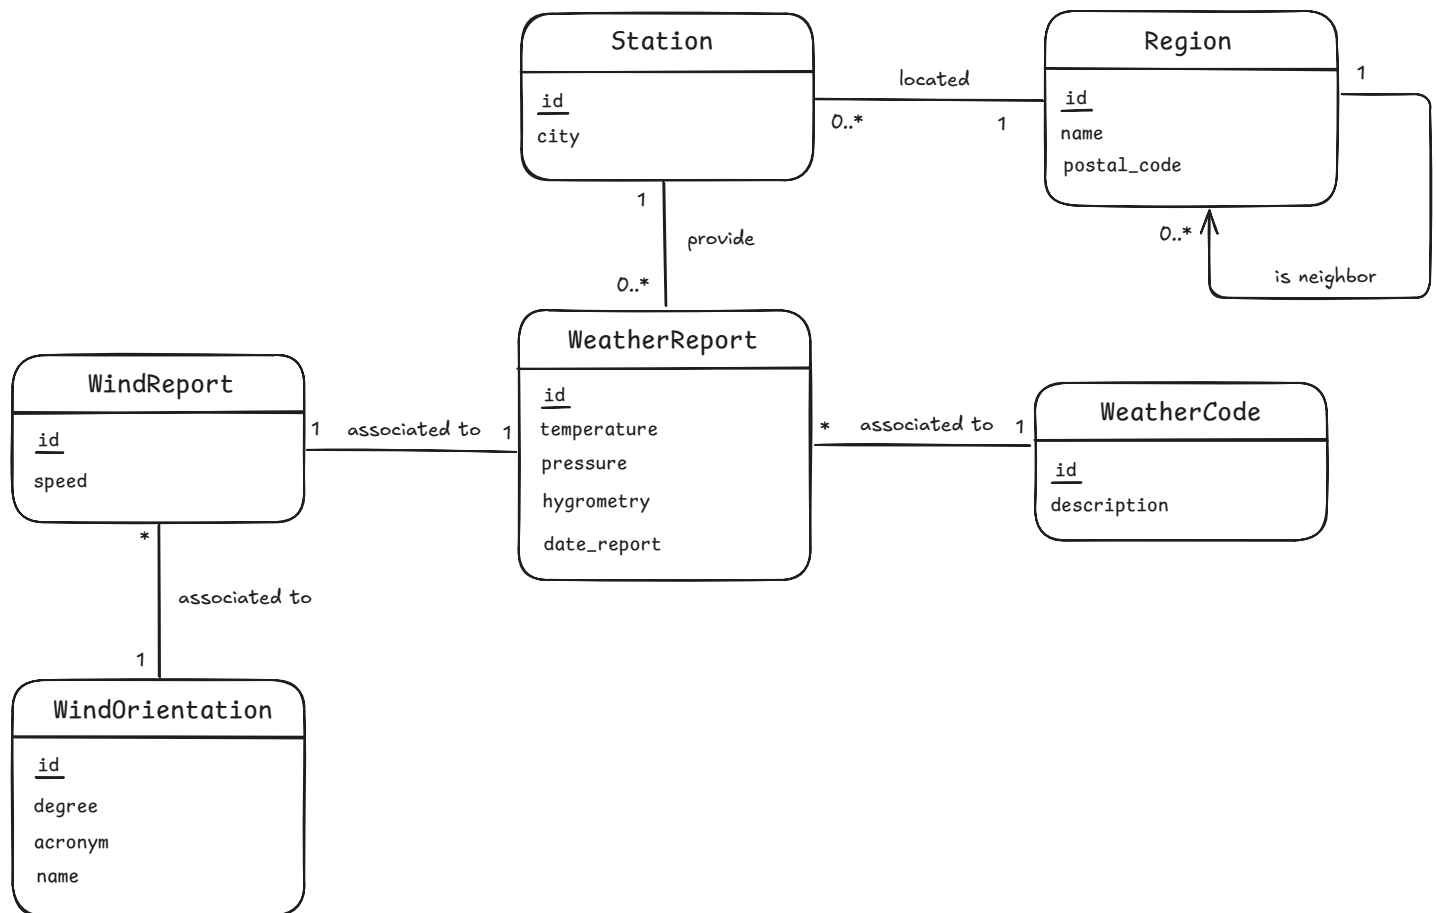 Station
id
city
Region
id
name
postal_code
located
0..*
1
1
0..*
is neighbor
1
provide
0..*
WeatherReport
id
temperature
pressure
hygrometry
date_report
WindReport
id
speed
1
associated to
1
*
associated to
1
WeatherCode
id
description
*
associated to
1
WindOrientation
id
degree
acronym
name